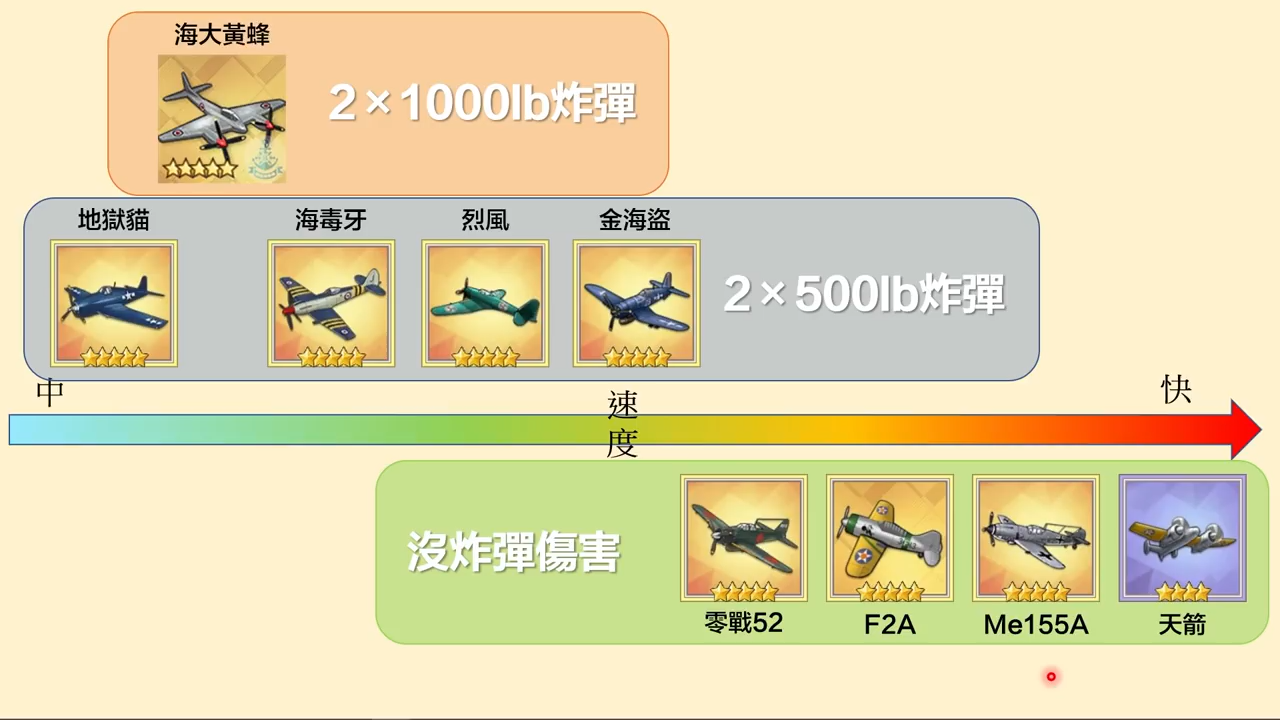 海大黃蜂
2×1000lb炸彈
地獄貓
海毒牙
烈風
金海盜
2×500lb炸彈
中
速
度
快
沒炸彈傷害
零戰52
F2A
Me155A
天箭